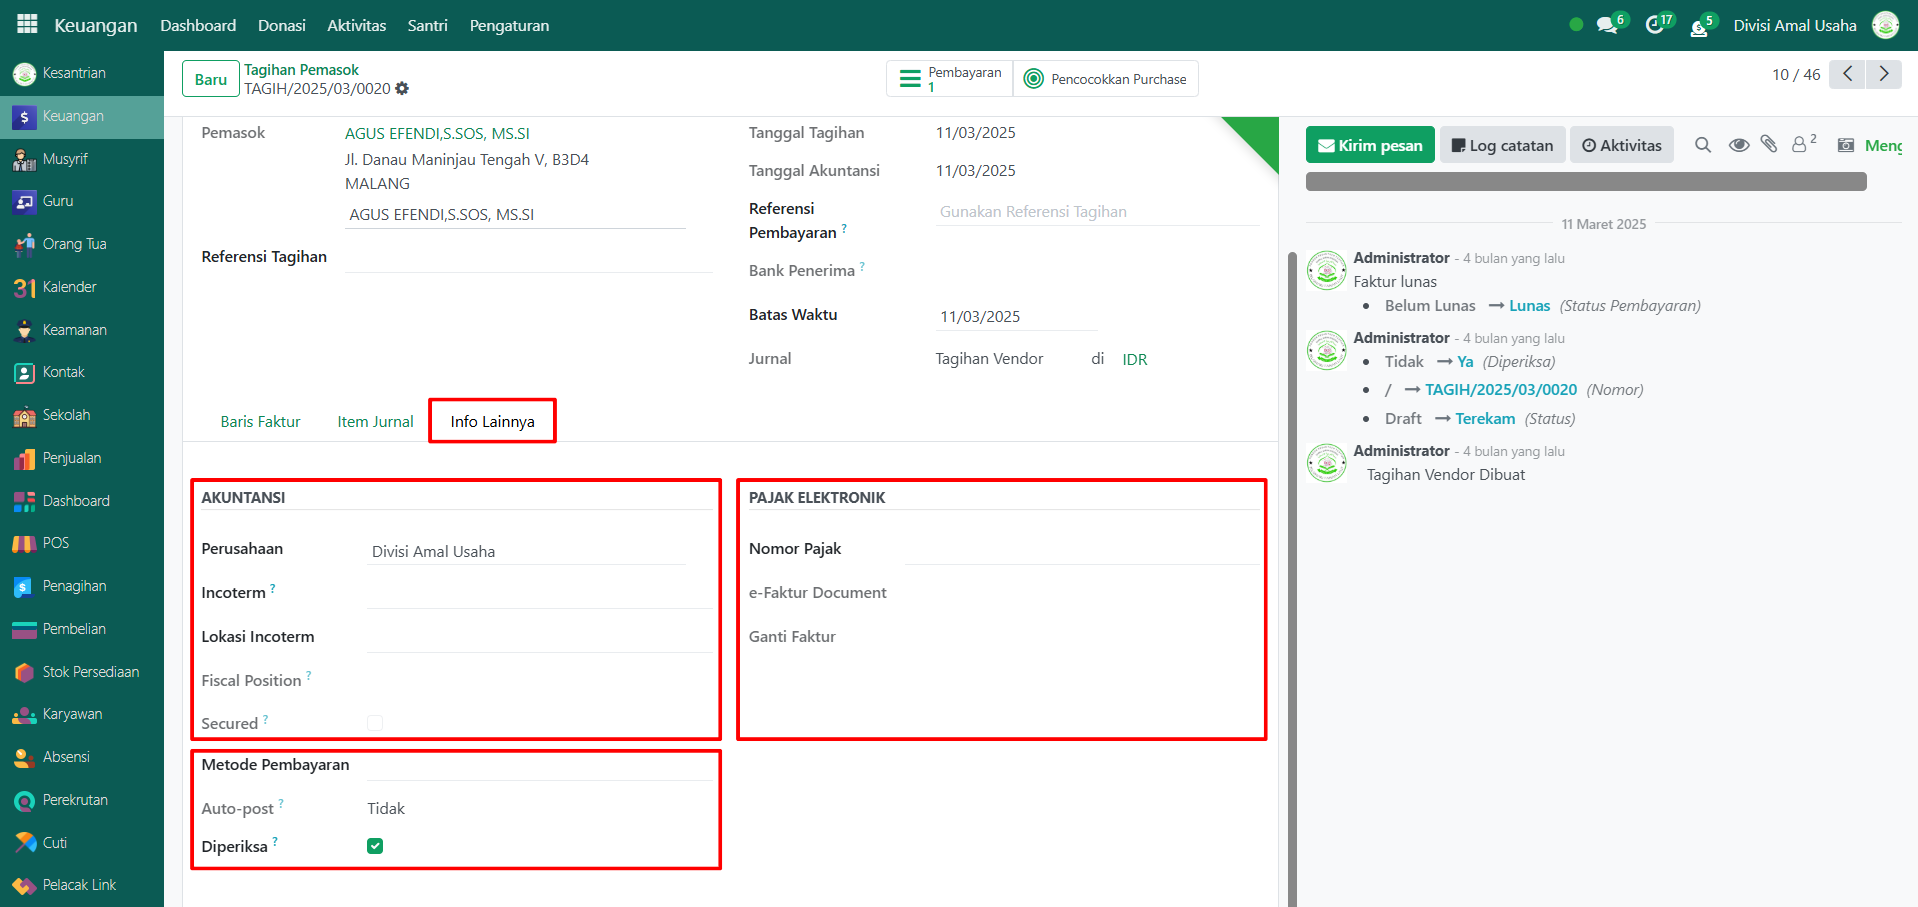 Keuangan
Dashboard
Donasi
Aktivitas
Santri
Pengaturan
6
17
5
Divisi Amal Usaha
Kesantrian
Keuangan
Musyrif
Guru
Orang Tua
31 Kalender
Keamanan
Kontak
Sekolah
Penjualan
Dashboard
POS
Penagihan
Pembelian
Stok Persediaan
Karyawan
Absensi
Perekrutan
Cuti
Pelacak Link
Baru
Tagihan Pemasok
TAGIH/2025/03/0020
Pembayaran
1
Pencocokkan Purchase
10 / 46
Pemasok
AGUS EFENDI,S.SOS, MS.SI
Jl. Danau Maninjau Tengah V, B3D4
MALANG
AGUS EFENDI,S.SOS, MS.SI
Referensi Tagihan
Tanggal Tagihan
11/03/2025
Tanggal Akuntansi
11/03/2025
Referensi
Pembayaran ?
Gunakan Referensi Tagihan
Bank Penerima ?
Batas Waktu
11/03/2025
Jurnal
Tagihan Vendor
di
IDR
Baris Faktur
Item Jurnal
Info Lainnya
AKUNTANSI
Perusahaan
Divisi Amal Usaha
Incoterm ?
Lokasi Incoterm
Fiscal Position ?
Secured ?
PAJAK ELEKTRONIK
Nomor Pajak
e-Faktur Document
Ganti Faktur
Metode Pembayaran
Auto-post ?
Tidak
Diperiksa ?
Kirim pesan
Log catatan
Aktivitas
2
Meng
11 Maret 2025
Administrator - 4 bulan yang lalu
Faktur lunas
• Belum Lunas → Lunas (Status Pembayaran)
Administrator - 4 bulan yang lalu
• Tidak → Ya (Diperiksa)
• / → TAGIH/2025/03/0020 (Nomor)
• Draft → Terekam (Status)
Administrator - 4 bulan yang lalu
Tagihan Vendor Dibuat